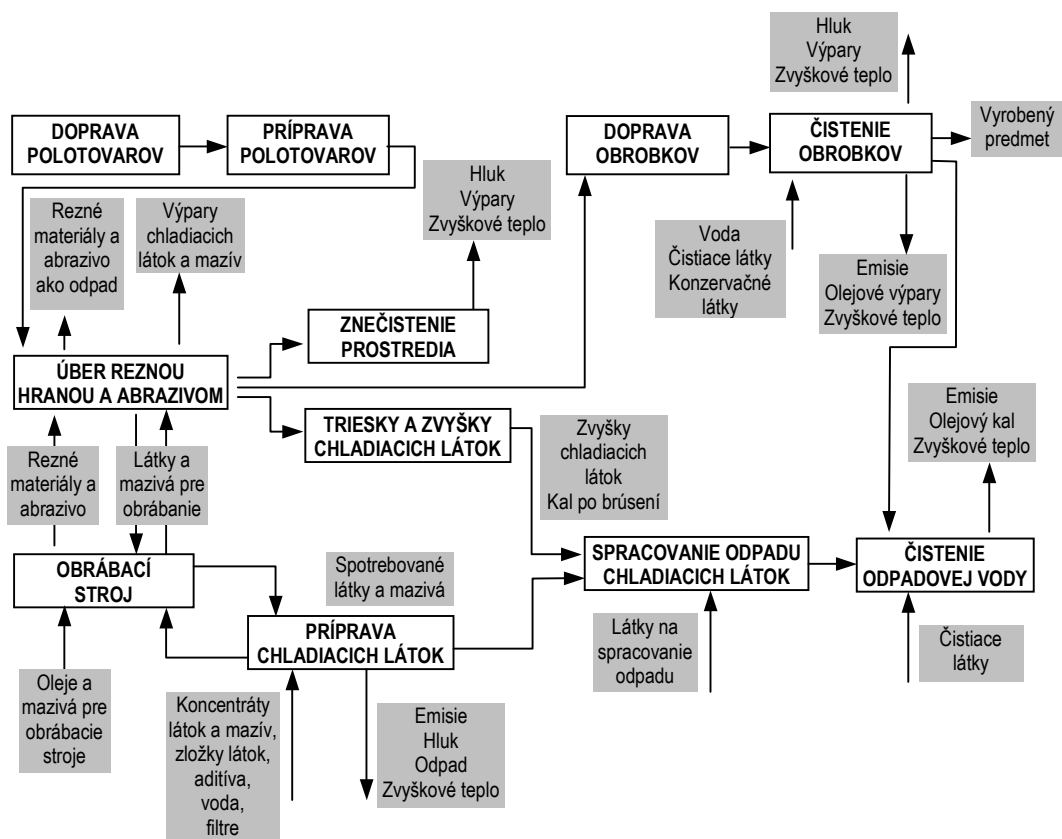 Hluk
Výpary
Zvyškové teplo
DOPRAVA
POLOTOVAROV
PRÍPRAVA
POLOTOVAROV
DOPRAVA
OBROBKOV
ČISTENIE
OBROBKOV
Vyrobený
predmet
Rezné
materiály a
abrazivo
ako odpad
Výpary
chladiacich
látok a mazív
Hluk
Výpary
Zvyškové teplo
Voda
Čistiace látky
Konzervačné
látky
Emisie
Olejové výpary
Zvyškové teplo
ZNEČISTENIE
PROSTREDIA
ÚBER REZNOU
HRANOU A ABRAZIVOM
TRIESKY A ZVYŠKY
CHLADIACICH LÁTOK
Zvyšky
chladiacich
látok
Kal po brúsení
Emisie
Olejový kal
Zvyškové teplo
Rezné
materiály a
abrazivo
Látky a
mazivá pre
obrábanie
OBRÁBACÍ
STROJ
Spotrebované
látky a mazivá
SPRACOVANIE ODPADU
CHLADIACICH LÁTOK
ČISTENIE
ODPADOVEJ VODY
PRÍPRAVA
CHLADIACICH LÁTOK
Látky na
spracovanie
odpadu
Čistiace
látky
Oleje a
mazivá pre
obrábacie
stroje
Koncentráty
látok a mazív,
zložky látok,
aditíva,
voda,
filtre
Emisie
Hluk
Odpad
Zvyškové teplo